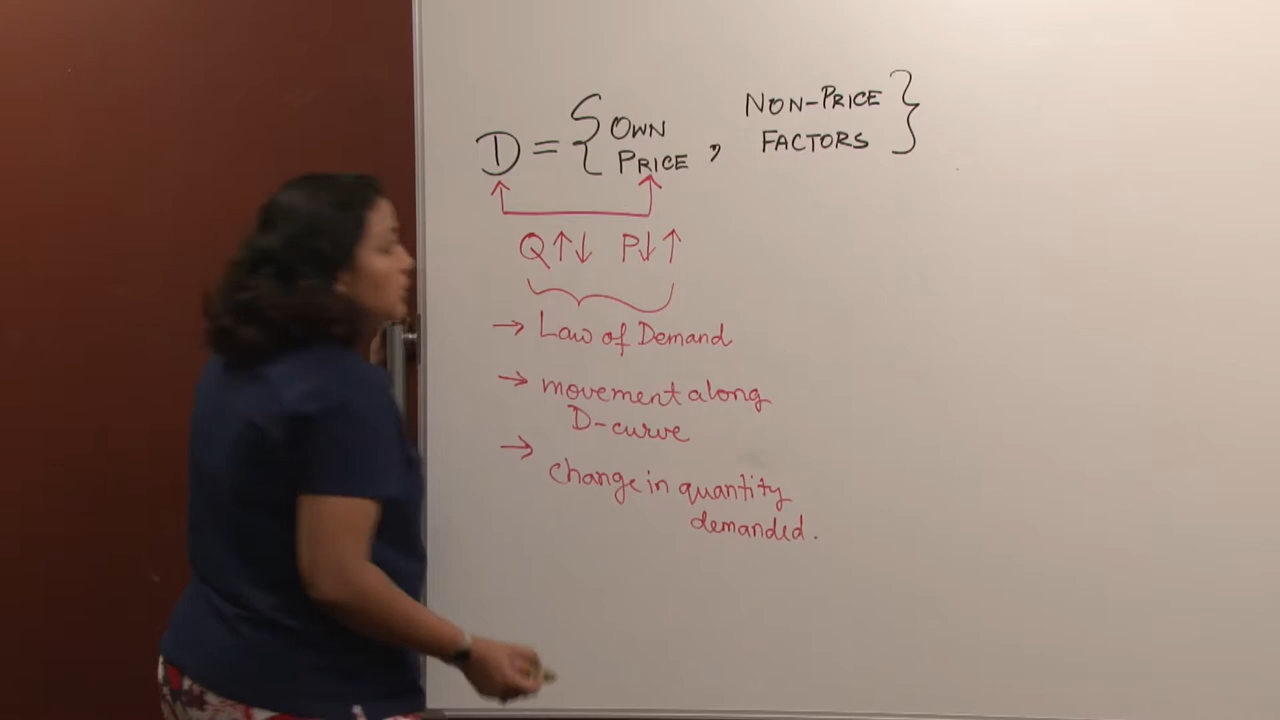 D = { OWN PRICE , NON-PRICE FACTORS }
Q↑↓ P↓↑
→ Law of Demand
→ movement along
D-curve
→ change in quantity
demanded.